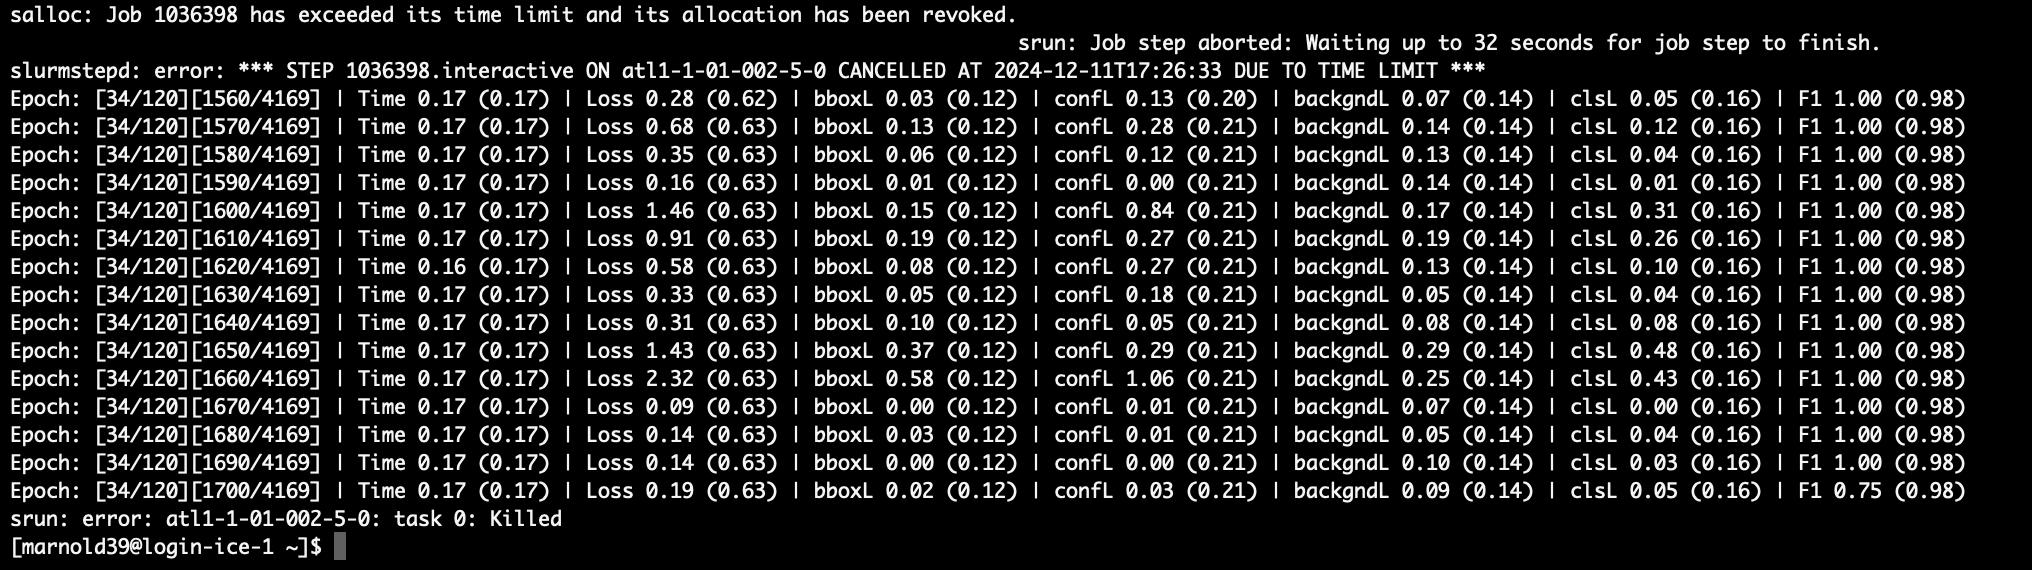 salloc: Job 1036398 has exceeded its time limit and its allocation has been revoked.
srun: Job step aborted: Waiting up to 32 seconds for job step to finish.
slurmstepd: error: *** STEP 1036398.interactive ON atl1-1-01-002-5-0 CANCELLED AT 2024-12-11T17:26:33 DUE TO TIME LIMIT ***
Epoch: [34/120][1560/4169] | Time 0.17 (0.17) | Loss 0.28 (0.62) | bboxL 0.03 (0.12) | confL 0.13 (0.20) | backgndL 0.07 (0.14) | clsL 0.05 (0.16) | F1 1.00 (0.98)
Epoch: [34/120][1570/4169] | Time 0.17 (0.17) | Loss 0.68 (0.63) | bboxL 0.13 (0.12) | confL 0.28 (0.21) | backgndL 0.14 (0.14) | clsL 0.12 (0.16) | F1 1.00 (0.98)
Epoch: [34/120][1580/4169] | Time 0.17 (0.17) | Loss 0.35 (0.63) | bboxL 0.06 (0.12) | confL 0.12 (0.21) | backgndL 0.13 (0.14) | clsL 0.04 (0.16) | F1 1.00 (0.98)
Epoch: [34/120][1590/4169] | Time 0.17 (0.17) | Loss 0.16 (0.63) | bboxL 0.01 (0.12) | confL 0.00 (0.21) | backgndL 0.14 (0.14) | clsL 0.01 (0.16) | F1 1.00 (0.98)
Epoch: [34/120][1600/4169] | Time 0.17 (0.17) | Loss 1.46 (0.63) | bboxL 0.15 (0.12) | confL 0.84 (0.21) | backgndL 0.17 (0.14) | clsL 0.31 (0.16) | F1 1.00 (0.98)
Epoch: [34/120][1610/4169] | Time 0.17 (0.17) | Loss 0.91 (0.63) | bboxL 0.19 (0.12) | confL 0.27 (0.21) | backgndL 0.19 (0.14) | clsL 0.26 (0.16) | F1 1.00 (0.98)
Epoch: [34/120][1620/4169] | Time 0.16 (0.17) | Loss 0.58 (0.63) | bboxL 0.08 (0.12) | confL 0.27 (0.21) | backgndL 0.13 (0.14) | clsL 0.10 (0.16) | F1 1.00 (0.98)
Epoch: [34/120][1630/4169] | Time 0.17 (0.17) | Loss 0.33 (0.63) | bboxL 0.05 (0.12) | confL 0.18 (0.21) | backgndL 0.05 (0.14) | clsL 0.04 (0.16) | F1 1.00 (0.98)
Epoch: [34/120][1640/4169] | Time 0.17 (0.17) | Loss 0.31 (0.63) | bboxL 0.10 (0.12) | confL 0.05 (0.21) | backgndL 0.08 (0.14) | clsL 0.08 (0.16) | F1 1.00 (0.98)
Epoch: [34/120][1650/4169] | Time 0.17 (0.17) | Loss 1.43 (0.63) | bboxL 0.37 (0.12) | confL 0.29 (0.21) | backgndL 0.29 (0.14) | clsL 0.48 (0.16) | F1 1.00 (0.98)
Epoch: [34/120][1660/4169] | Time 0.17 (0.17) | Loss 2.32 (0.63) | bboxL 0.58 (0.12) | confL 1.06 (0.21) | backgndL 0.25 (0.14) | clsL 0.43 (0.16) | F1 1.00 (0.98)
Epoch: [34/120][1670/4169] | Time 0.17 (0.17) | Loss 0.09 (0.63) | bboxL 0.00 (0.12) | confL 0.01 (0.21) | backgndL 0.07 (0.14) | clsL 0.00 (0.16) | F1 1.00 (0.98)
Epoch: [34/120][1680/4169] | Time 0.17 (0.17) | Loss 0.14 (0.63) | bboxL 0.03 (0.12) | confL 0.01 (0.21) | backgndL 0.05 (0.14) | clsL 0.04 (0.16) | F1 1.00 (0.98)
Epoch: [34/120][1690/4169] | Time 0.17 (0.17) | Loss 0.14 (0.63) | bboxL 0.00 (0.12) | confL 0.00 (0.21) | backgndL 0.10 (0.14) | clsL 0.03 (0.16) | F1 1.00 (0.98)
Epoch: [34/120][1700/4169] | Time 0.17 (0.17) | Loss 0.19 (0.63) | bboxL 0.02 (0.12) | confL 0.03 (0.21) | backgndL 0.09 (0.14) | clsL 0.05 (0.16) | F1 0.75 (0.98)
srun: error: atl1-1-01-002-5-0: task 0: Killed
[marnold39@login-ice-1 ~]$